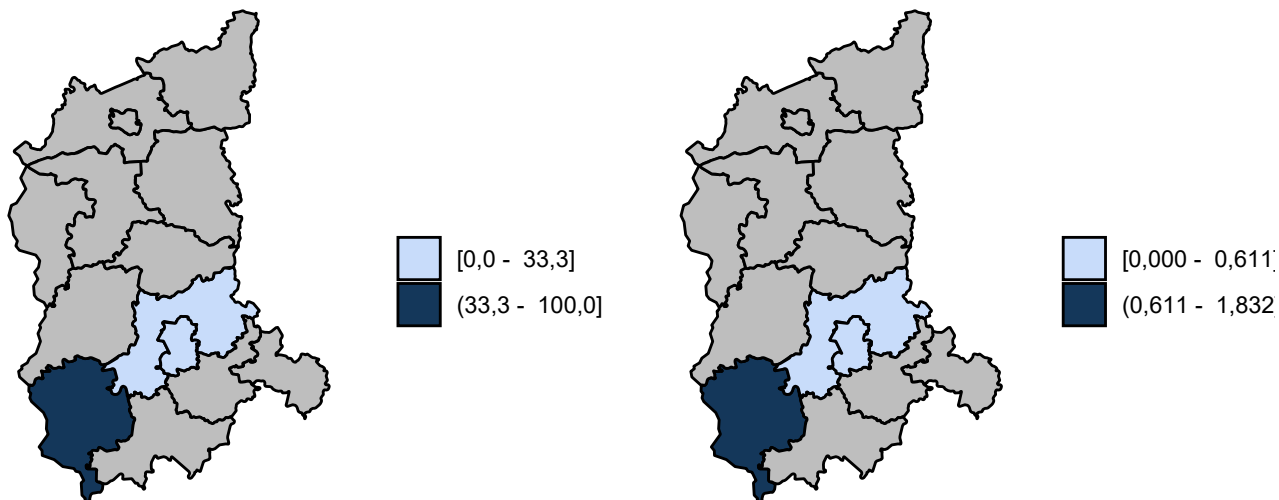 [0,0 - 33,3]
(33,3 - 100,0]
[0,000 - 0,611]
(0,611 - 1,832